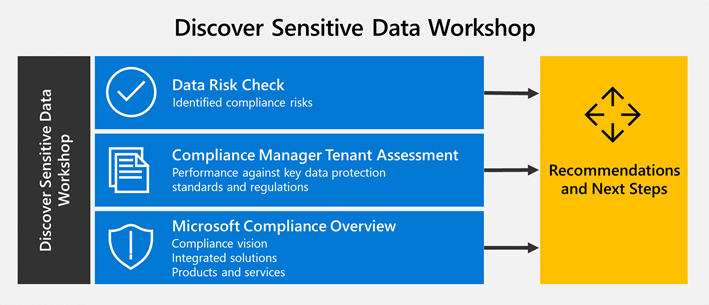 Discover Sensitive Data Workshop
Discover Sensitive Data
Workshop
Data Risk Check
Identified compliance risks
Compliance Manager Tenant Assessment
Performance against key data protection
standards and regulations
Microsoft Compliance Overview
Compliance vision
Integrated solutions
Products and services
Recommendations
and Next Steps